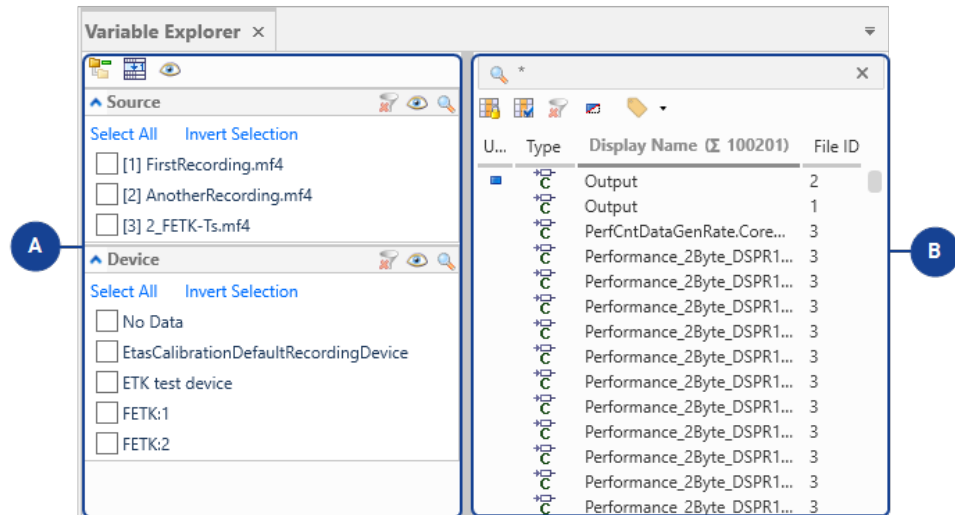 Variable Explorer ×
Source
Select All Invert Selection
[1] FirstRecording.mf4
[2] AnotherRecording.mf4
[3] 2_FETK-Ts.mf4
Device
Select All Invert Selection
No Data
EtasCalibrationDefaultRecordingDevice
ETK test device
FETK:1
FETK:2
A
*
U... Type Display Name (Σ 100201) File ID
C Output 2
C Output 1
C PerfCntDataGenRate.Core... 3
C Performance_2Byte_DSPR1... 3
C Performance_2Byte_DSPR1... 3
C Performance_2Byte_DSPR1... 3
C Performance_2Byte_DSPR1... 3
C Performance_2Byte_DSPR1... 3
C Performance_2Byte_DSPR1... 3
C Performance_2Byte_DSPR1... 3
C Performance_2Byte_DSPR1... 3
C Performance_2Byte_DSPR1... 3
C Performance_2Byte_DSPR1... 3
C Performance_2Byte_DSPR1... 3
B